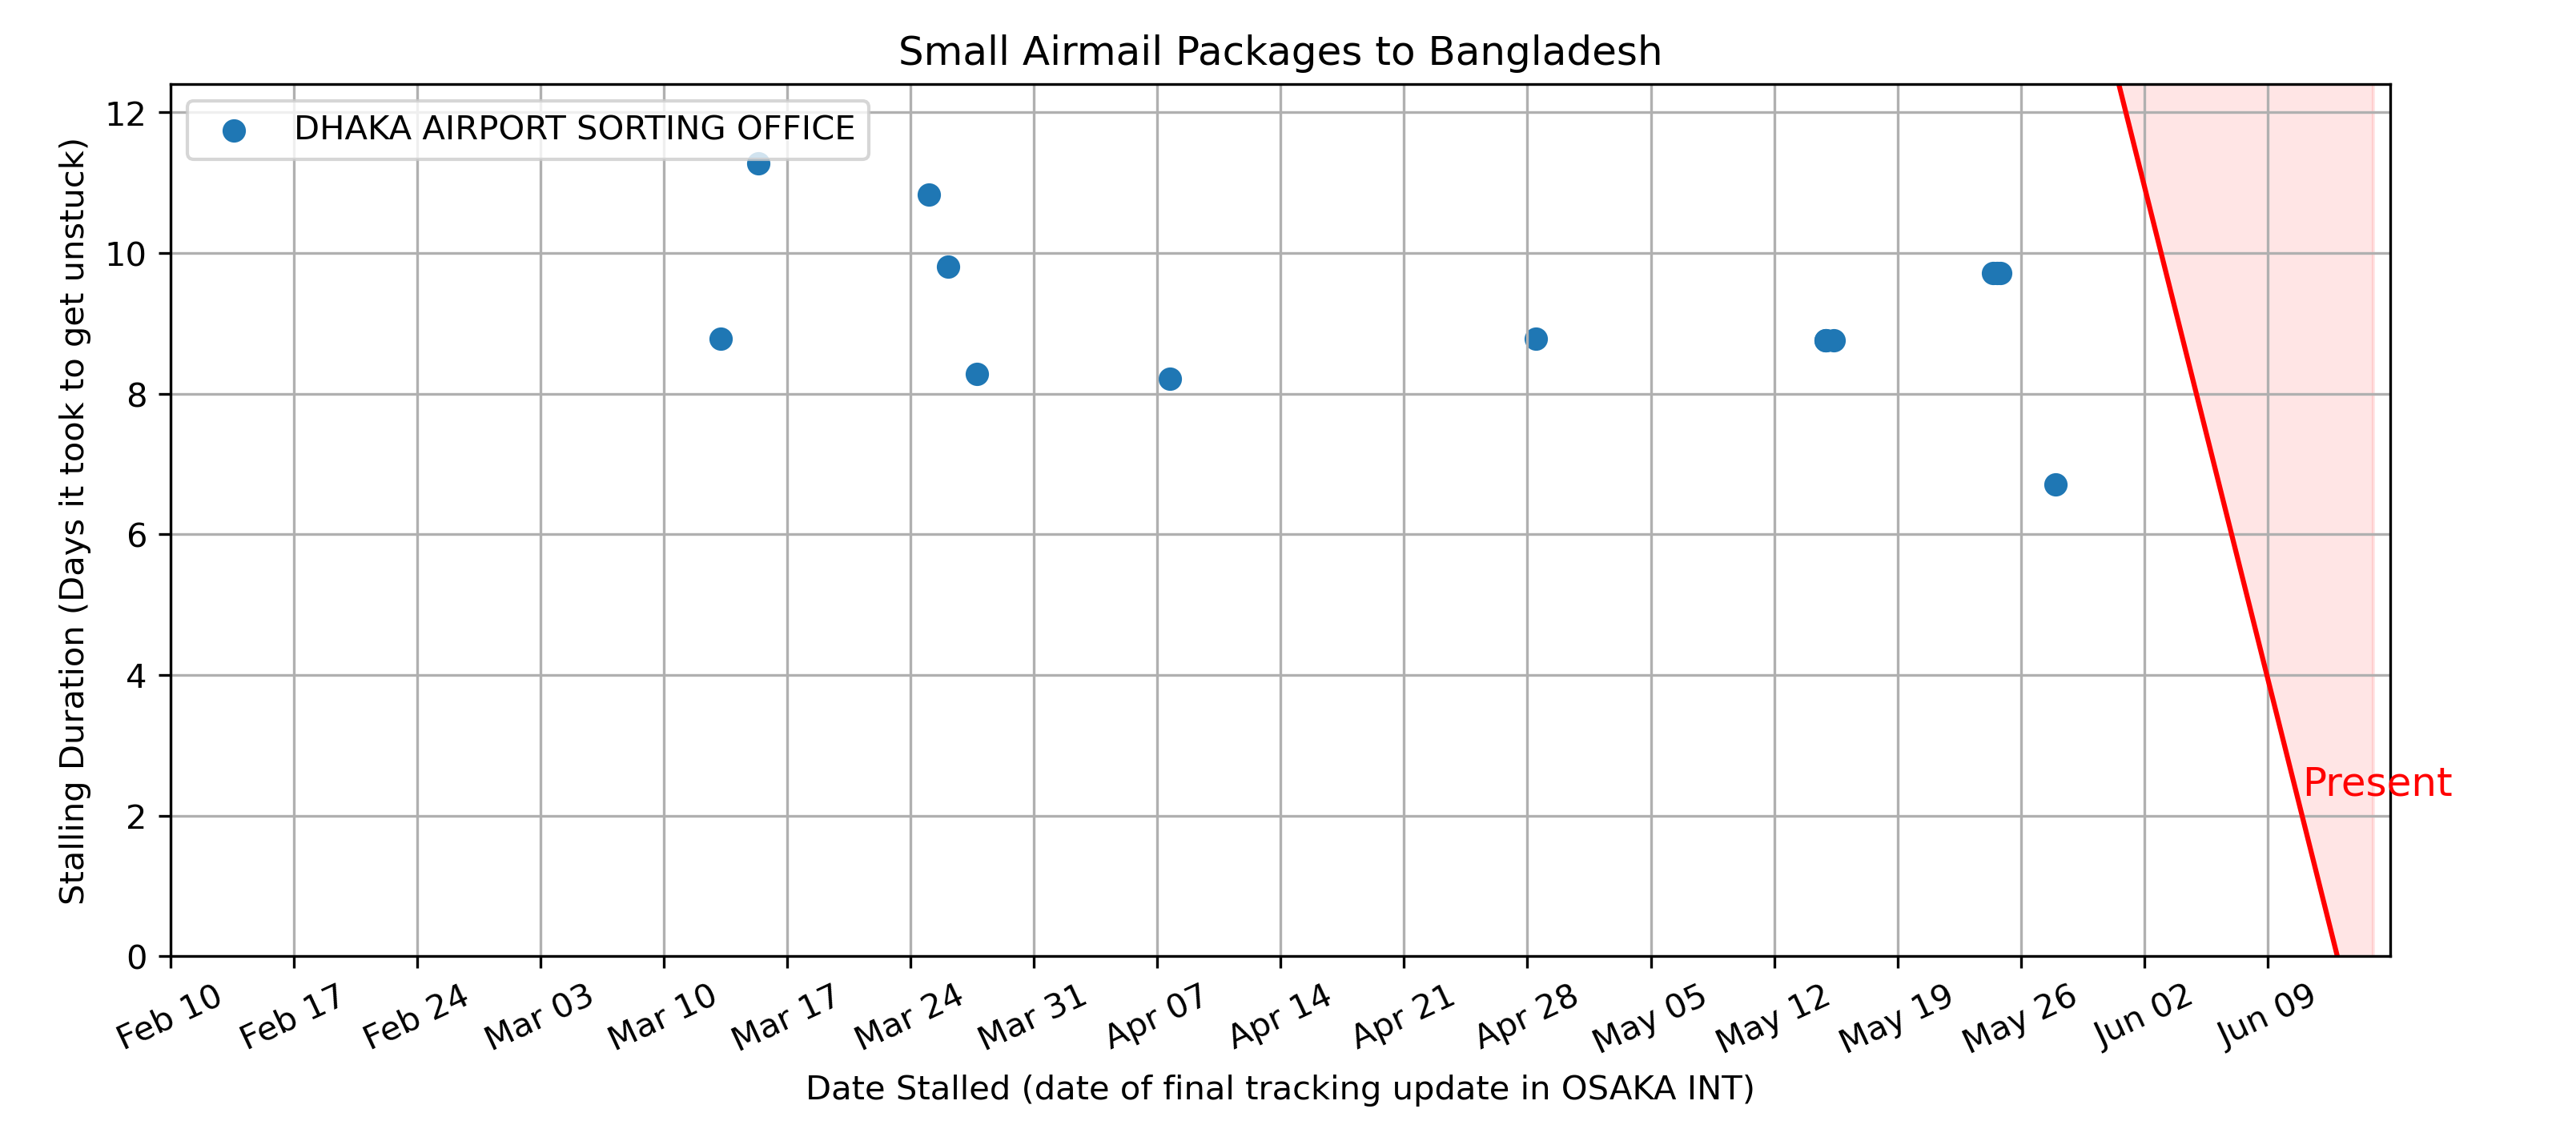 Small Airmail Packages to Bangladesh
DHAKA AIRPORT SORTING OFFICE
Stalling Duration (Days it took to get unstuck)
12
10
8
6
4
2
0
Present
Feb 10
Feb 17
Feb 24
Mar 03
Mar 10
Mar 17
Mar 24
Mar 31
Apr 07
Apr 14
Apr 21
Apr 28
May 05
May 12
May 19
May 26
Jun 02
Jun 09
Date Stalled (date of final tracking update in OSAKA INT)